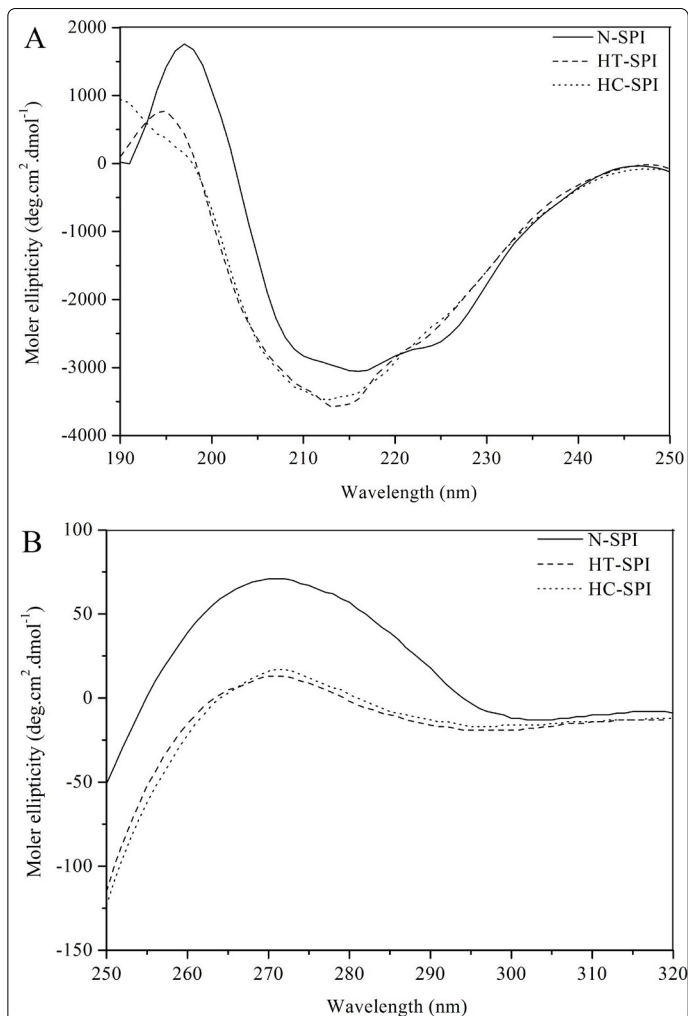 A
N-SPI
HT-SPI
HC-SPI
2000
1000
0
-1000
-2000
-3000
-4000
Moler ellipticity (deg.cm².dmol⁻¹)
190 200 210 220 230 240 250
Wavelength (nm)
B
N-SPI
HT-SPI
HC-SPI
100
50
0
-50
-100
-150
Moler ellipticity (deg.cm².dmol⁻¹)
250 260 270 280 290 300 310 320
Wavelength (nm)